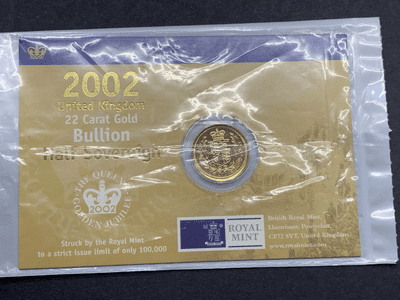 2002
United Kingdom
22 Carat Gold
Bullion
Half Sovereign
THE QUEEN'S
GOLDEN JUBILEE
2002
Struck by the Royal Mint
to a strict issue limit of only 100,000
ROYAL
MINT
British Royal Mint,
Llantrisant, Pontyclun,
CF72 8YT, United Kingdom
www.royalmint.com